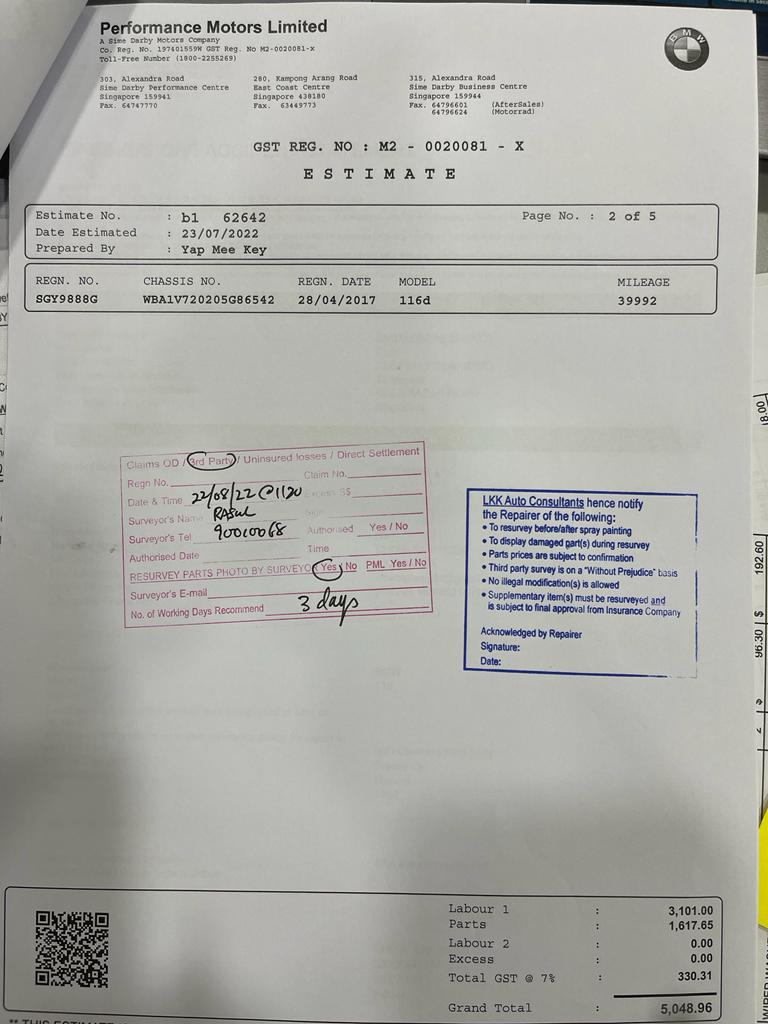 Performance Motors Limited
A Sime Darby Motors Company
Co. Reg. No. 197401559W GST Reg. No M2-0020081-X
Toll-Free Number (1800-2255269)
BMW
303, Alexandra Road
Sime Darby Performance Centre
Singapore 159941
Fax. 64747770
280, Kampong Arang Road
East Coast Centre
Singapore 438180
Fax. 63449773
315, Alexandra Road
Sime Darby Business Centre
Singapore 159944
Fax. 64796601 (AfterSales)
64796624 (Motorrad)
GST REG. NO : M2 - 0020081 - X
E S T I M A T E
Estimate No. : b1 62642 Page No. : 2 of 5
Date Estimated : 23/07/2022
Prepared By : Yap Mee Key
REGN. NO. CHASSIS NO. REGN. DATE MODEL MILEAGE
SGY9888G WBA1V720205G86542 28/04/2017 116d 39992
Claims OD / 3rd Party / Uninsured losses / Direct Settlement
Regn No. Claim No.
Date & Time 22/08/22 @1120 Excess S$
Surveyor's Name RASUL Sign
Surveyor's Tel 90010068 Authorised Yes / No
Authorised Date Time
RESURVEY PARTS PHOTO BY SURVEYOR Yes / No PML Yes / No
Surveyor's E-mail
No. of Working Days Recommend 3 days
LKK Auto Consultants hence notify
the Repairer of the following:
• To resurvey before/after spray painting
• To display damaged part(s) during resurvey
• Parts prices are subject to confirmation
• Third party survey is on a "Without Prejudice" basis
• No illegal modification(s) is allowed
• Supplementary item(s) must be resurveyed and
is subject to final approval from Insurance Company
Acknowledged by Repairer
Signature:
Date:
18.00
192.60
$
96.30
$
2
Labour 1 : 3,101.00
Parts : 1,617.65
Labour 2 : 0.00
Excess : 0.00
Total GST @ 7% : 330.31
Grand Total : 5,048.96